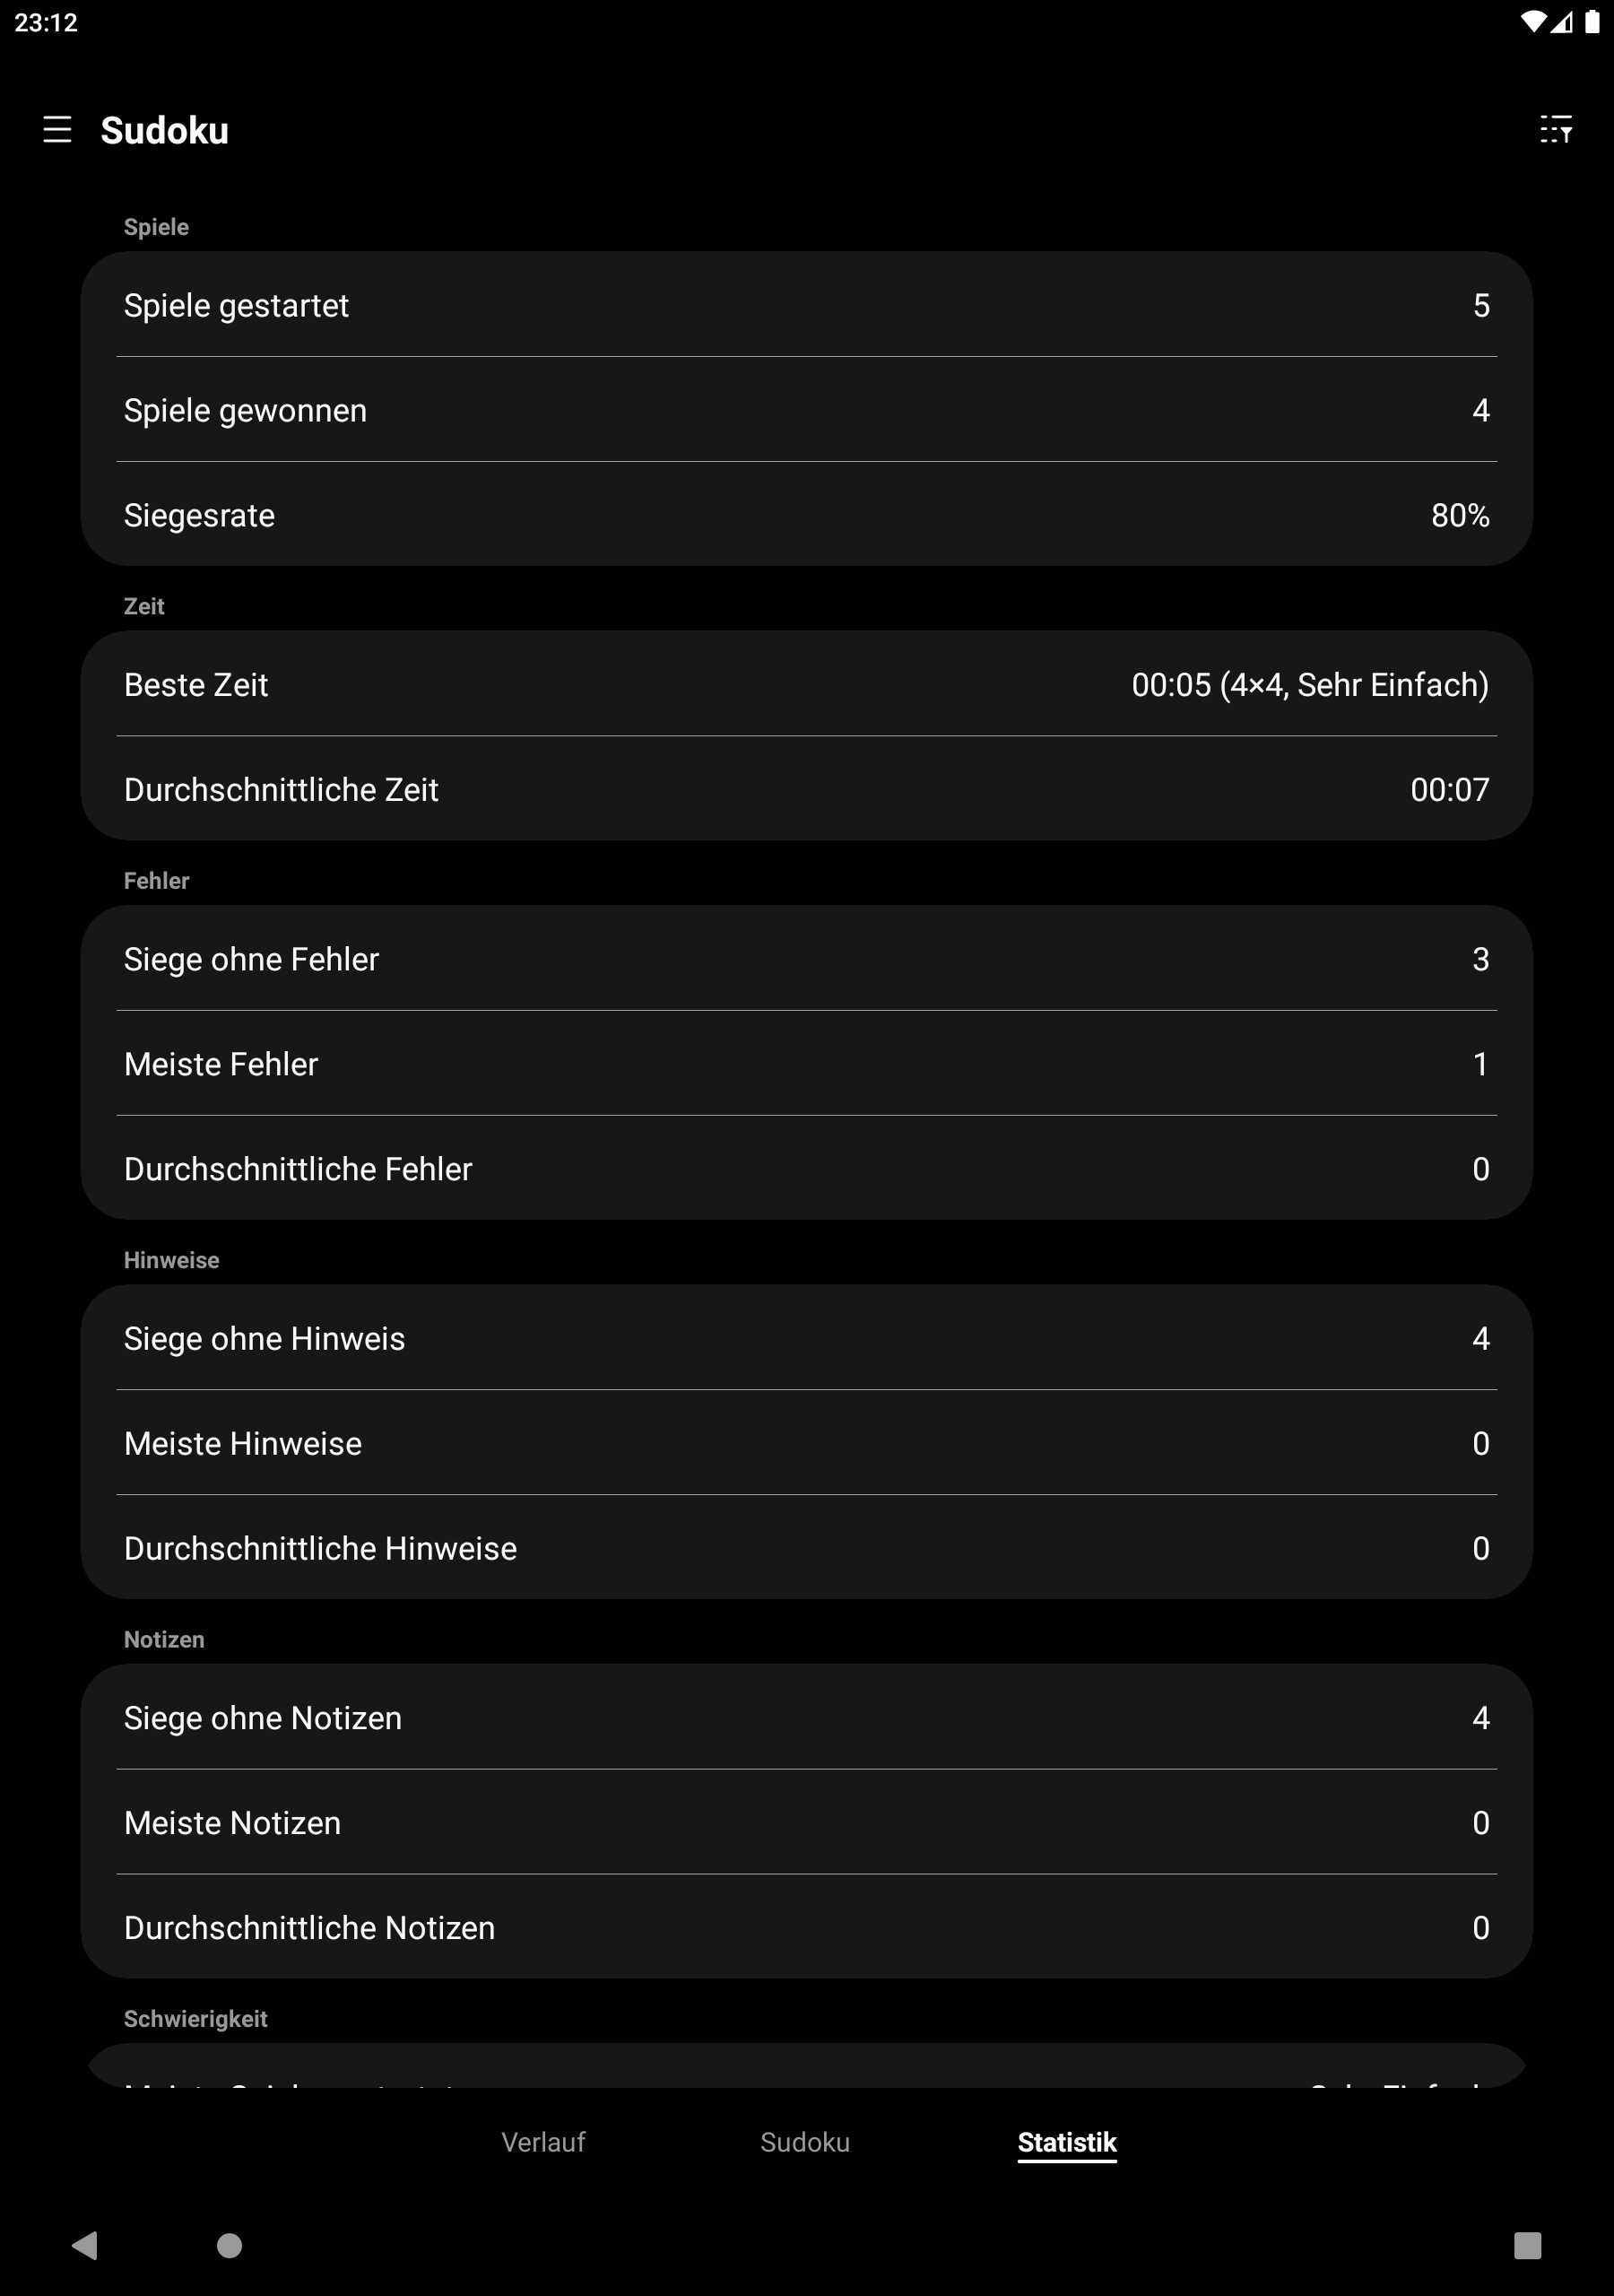 23:12
Sudoku
Spiele
Spiele gestartet 5
Spiele gewonnen 4
Siegesrate 80%
Zeit
Beste Zeit 00:05 (4×4, Sehr Einfach)
Durchschnittliche Zeit 00:07
Fehler
Siege ohne Fehler 3
Meiste Fehler 1
Durchschnittliche Fehler 0
Hinweise
Siege ohne Hinweis 4
Meiste Hinweise 0
Durchschnittliche Hinweise 0
Notizen
Siege ohne Notizen 4
Meiste Notizen 0
Durchschnittliche Notizen 0
Schwierigkeit
Verlauf Sudoku Statistik